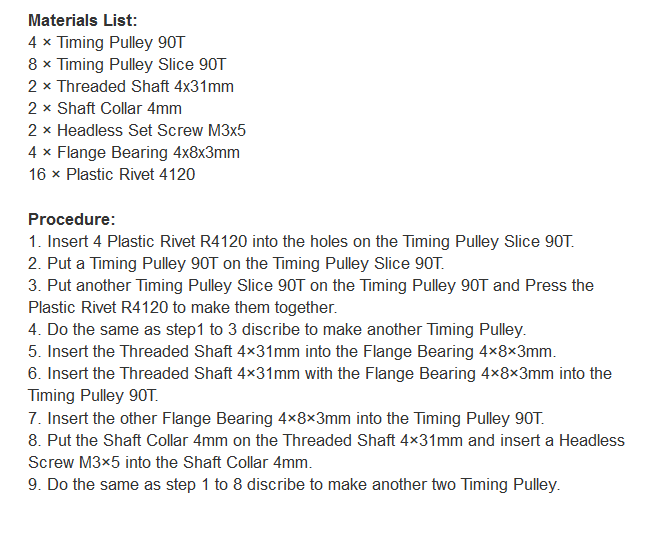 Materials List:
4 × Timing Pulley 90T
8 × Timing Pulley Slice 90T
2 × Threaded Shaft 4x31mm
2 × Shaft Collar 4mm
2 × Headless Set Screw M3x5
4 × Flange Bearing 4x8x3mm
16 × Plastic Rivet 4120
Procedure:
1. Insert 4 Plastic Rivet R4120 into the holes on the Timing Pulley Slice 90T.
2. Put a Timing Pulley 90T on the Timing Pulley Slice 90T.
3. Put another Timing Pulley Slice 90T on the Timing Pulley 90T and Press the
Plastic Rivet R4120 to make them together.
4. Do the same as step1 to 3 discribe to make another Timing Pulley.
5. Insert the Threaded Shaft 4×31mm into the Flange Bearing 4×8×3mm.
6. Insert the Threaded Shaft 4×31mm with the Flange Bearing 4×8×3mm into the
Timing Pulley 90T.
7. Insert the other Flange Bearing 4×8×3mm into the Timing Pulley 90T.
8. Put the Shaft Collar 4mm on the Threaded Shaft 4×31mm and insert a Headless
Screw M3×5 into the Shaft Collar 4mm.
9. Do the same as step 1 to 8 discribe to make another two Timing Pulley.